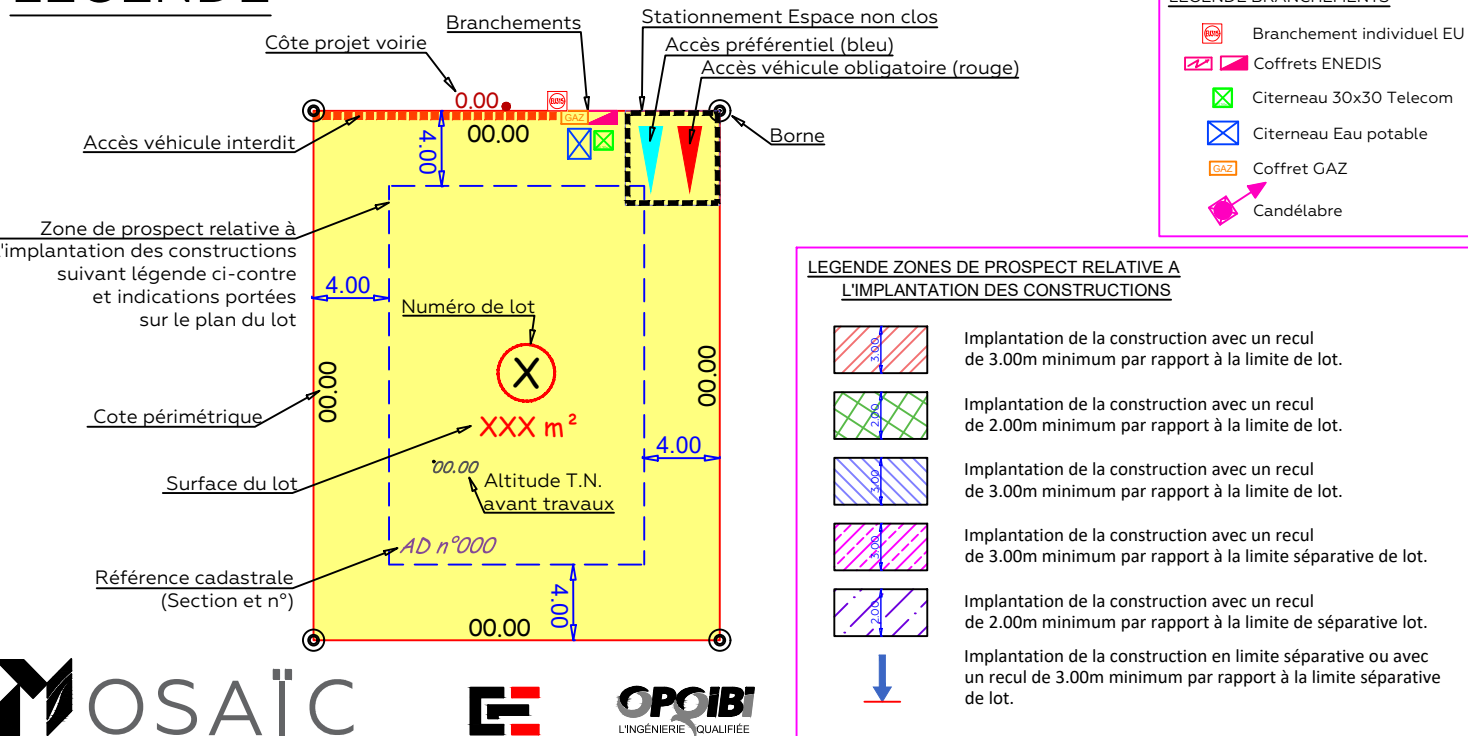 LEGENDE
Branchements
Stationnement Espace non clos
Côte projet voirie
Accès préférentiel (bleu)
Accès véhicule obligatoire (rouge)
0.00
GAZ
Accès véhicule interdit
00.00
4.00
Borne
Zone de prospect relative à
l'implantation des constructions
suivant légende ci-contre
et indications portées
sur le plan du lot
4.00
Numéro de lot
X
00.00
00.00
Cote périmétrique
XXX m²
4.00
Surface du lot
00.00
Altitude T.N.
avant travaux
AD n°000
Référence cadastrale
(Section et n°)
4.00
00.00
MOSAÏC
OPQIBI
L'INGÉNIERIE QUALIFIÉE
LEGENDE BRANCHEMENTS
Branchement individuel EU
Coffrets ENEDIS
Citerneau 30x30 Telecom
Citerneau Eau potable
GAZ Coffret GAZ
Candélabre
LEGENDE ZONES DE PROSPECT RELATIVE A
L'IMPLANTATION DES CONSTRUCTIONS
3.00
Implantation de la construction avec un recul
de 3.00m minimum par rapport à la limite de lot.
2.00
Implantation de la construction avec un recul
de 2.00m minimum par rapport à la limite de lot.
3.00
Implantation de la construction avec un recul
de 3.00m minimum par rapport à la limite de lot.
3.00
Implantation de la construction avec un recul
de 3.00m minimum par rapport à la limite séparative de lot.
2.00
Implantation de la construction avec un recul
de 2.00m minimum par rapport à la limite de séparative lot.
Implantation de la construction en limite séparative ou avec
un recul de 3.00m minimum par rapport à la limite séparative
de lot.